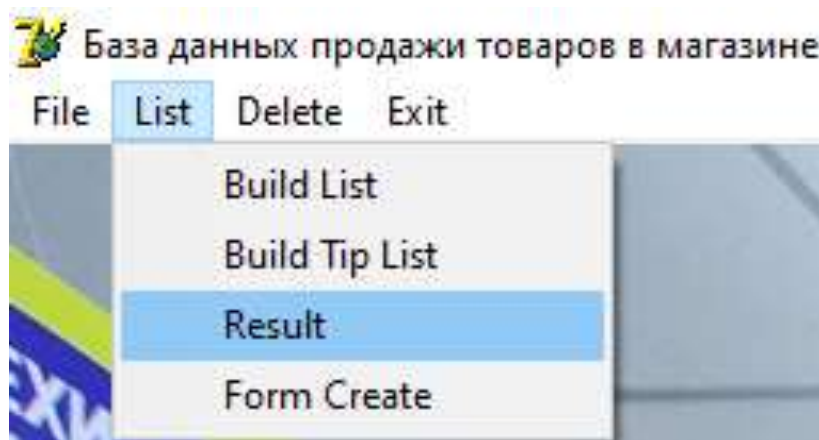 База данных продажи товаров в магазине
File List Delete Exit
Build List
Build Tip List
Result
Form Create